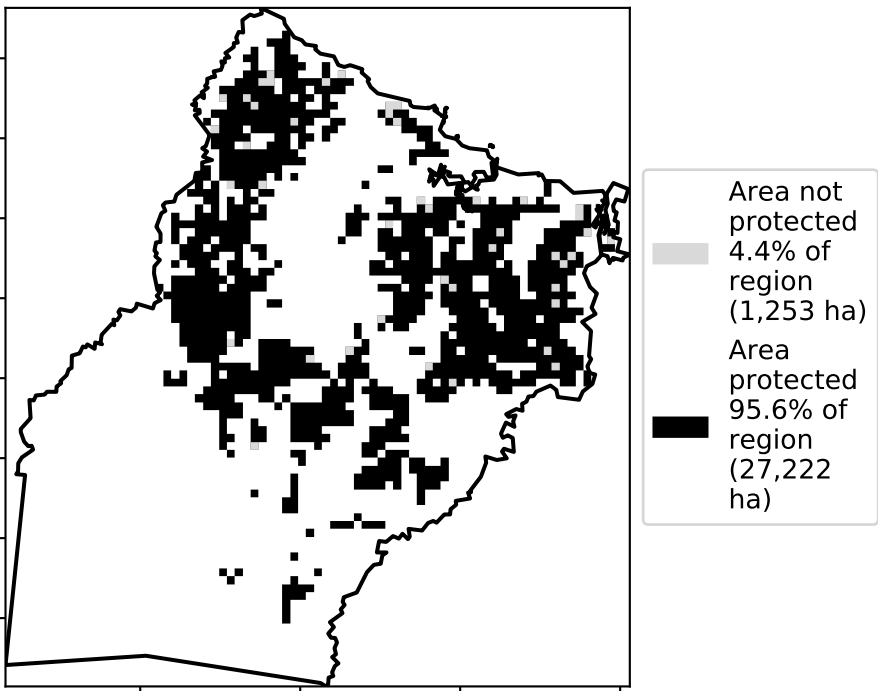 Area not
protected
4.4% of
region
(1,253 ha)
Area
protected
95.6% of
region
(27,222
ha)